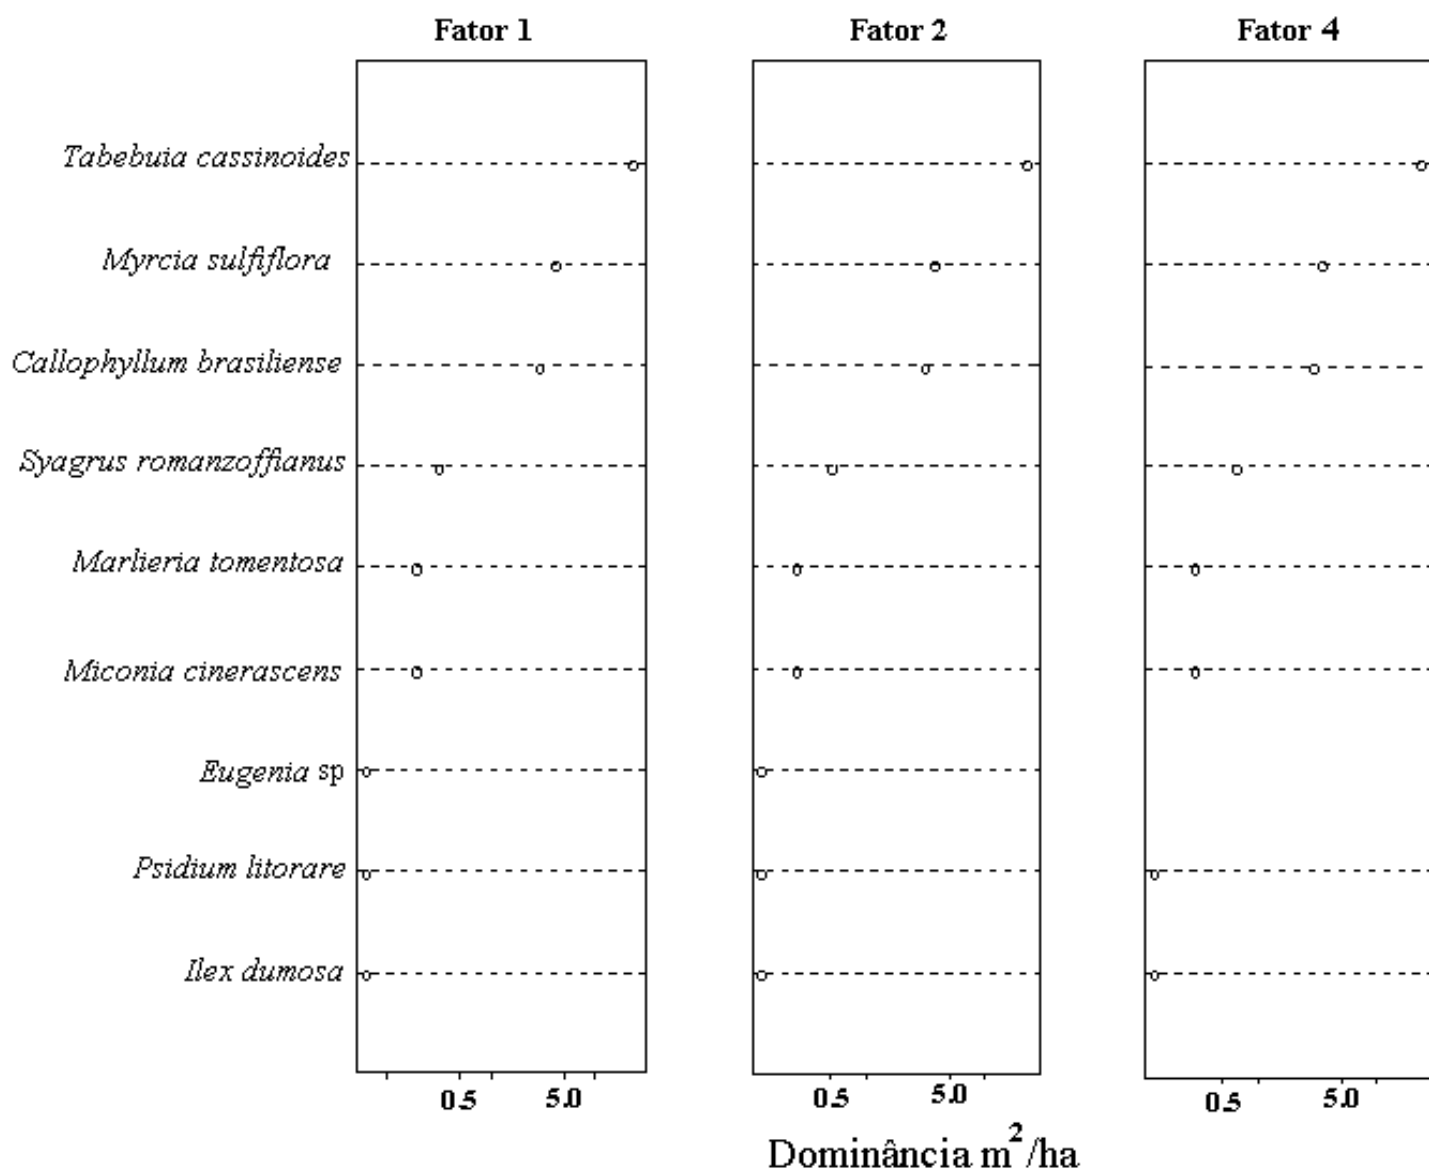 Fator 1 Fator 2 Fator 4
Tabebuia cassinoides
Myrcia sulfiflora
Callophyllum brasiliense
Syagrus romanzoffianus
Marlieria tomentosa
Miconia cinerascens
Eugenia sp
Psidium litorare
Ilex dumosa
0.5 5.0 0.5 5.0 0.5 5.0
Dominância m²/ha